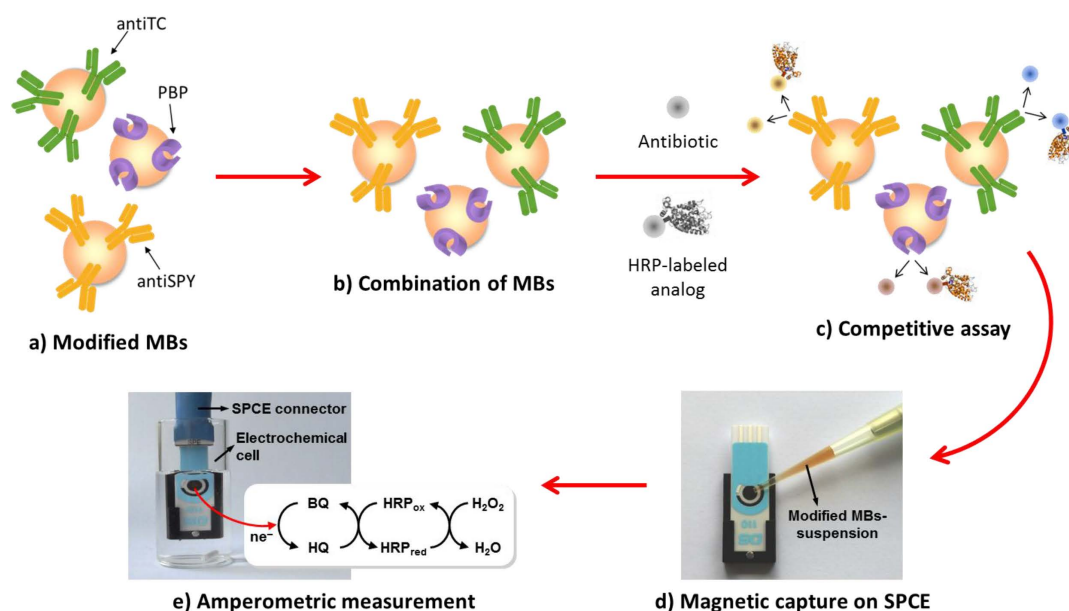 antiTC
PBP
antiSPY
a) Modified MBs
b) Combination of MBs
Antibiotic
HRP-labeled
analog
c) Competitive assay
SPCE connector
Electrochemical
cell
BQ HRPox H2O2
ne−
HQ HRPred H2O
e) Amperometric measurement
110
Modified MBs-
suspension
d) Magnetic capture on SPCE